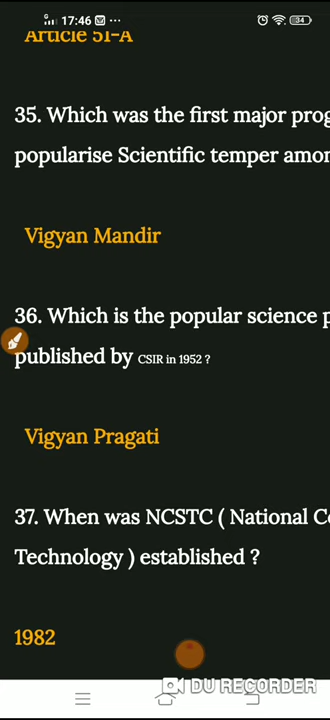 17:46 34
Article 51-A
35. Which was the first major prog
popularise Scientific temper amon
Vigyan Mandir
36. Which is the popular science p
published by CSIR in 1952 ?
Vigyan Pragati
37. When was NCSTC ( National Co
Technology ) established ?
1982
DU RECORDER